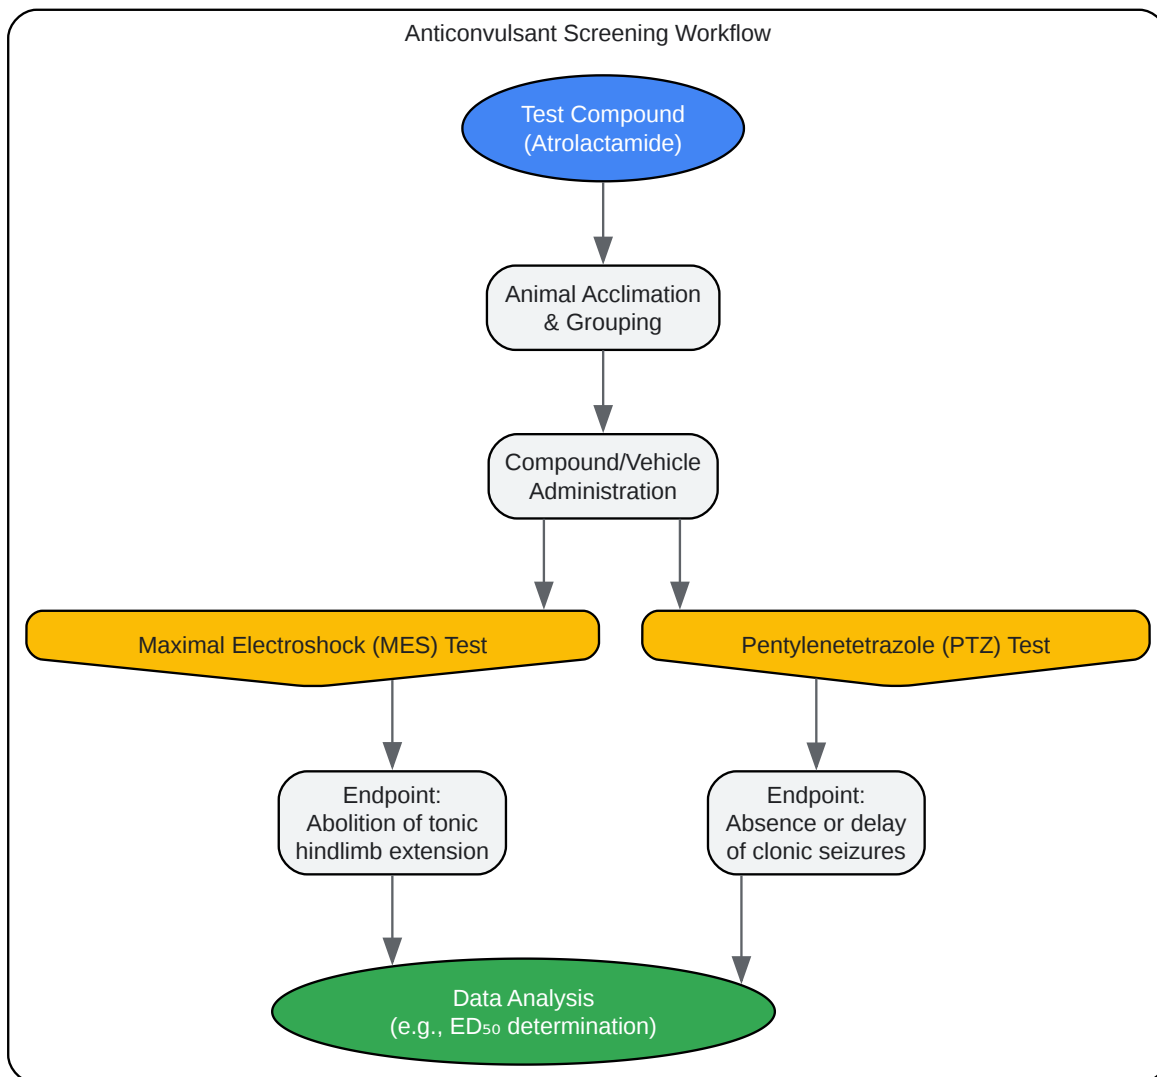 Anticonvulsant Screening Workflow
Test Compound
(Atrolactamide)
Animal Acclimation
& Grouping
Compound/Vehicle
Administration
Maximal Electroshock (MES) Test
Pentylenetetrazole (PTZ) Test
Endpoint:
Abolition of tonic
hindlimb extension
Endpoint:
Absence or delay
of clonic seizures
Data Analysis
(e.g., ED₅₀ determination)